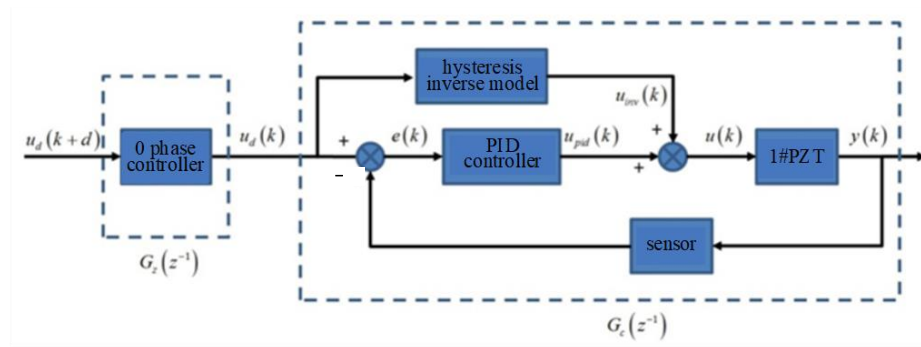 hysteresis
inverse model
u_inv(k)
u_d(k+d)
0 phase
controller
u_d(k)
+
-
e(k)
PID
controller
u_pid(k)
+
+
u(k)
1#PZT
y(k)
sensor
G_z(z⁻¹)
G_c(z⁻¹)